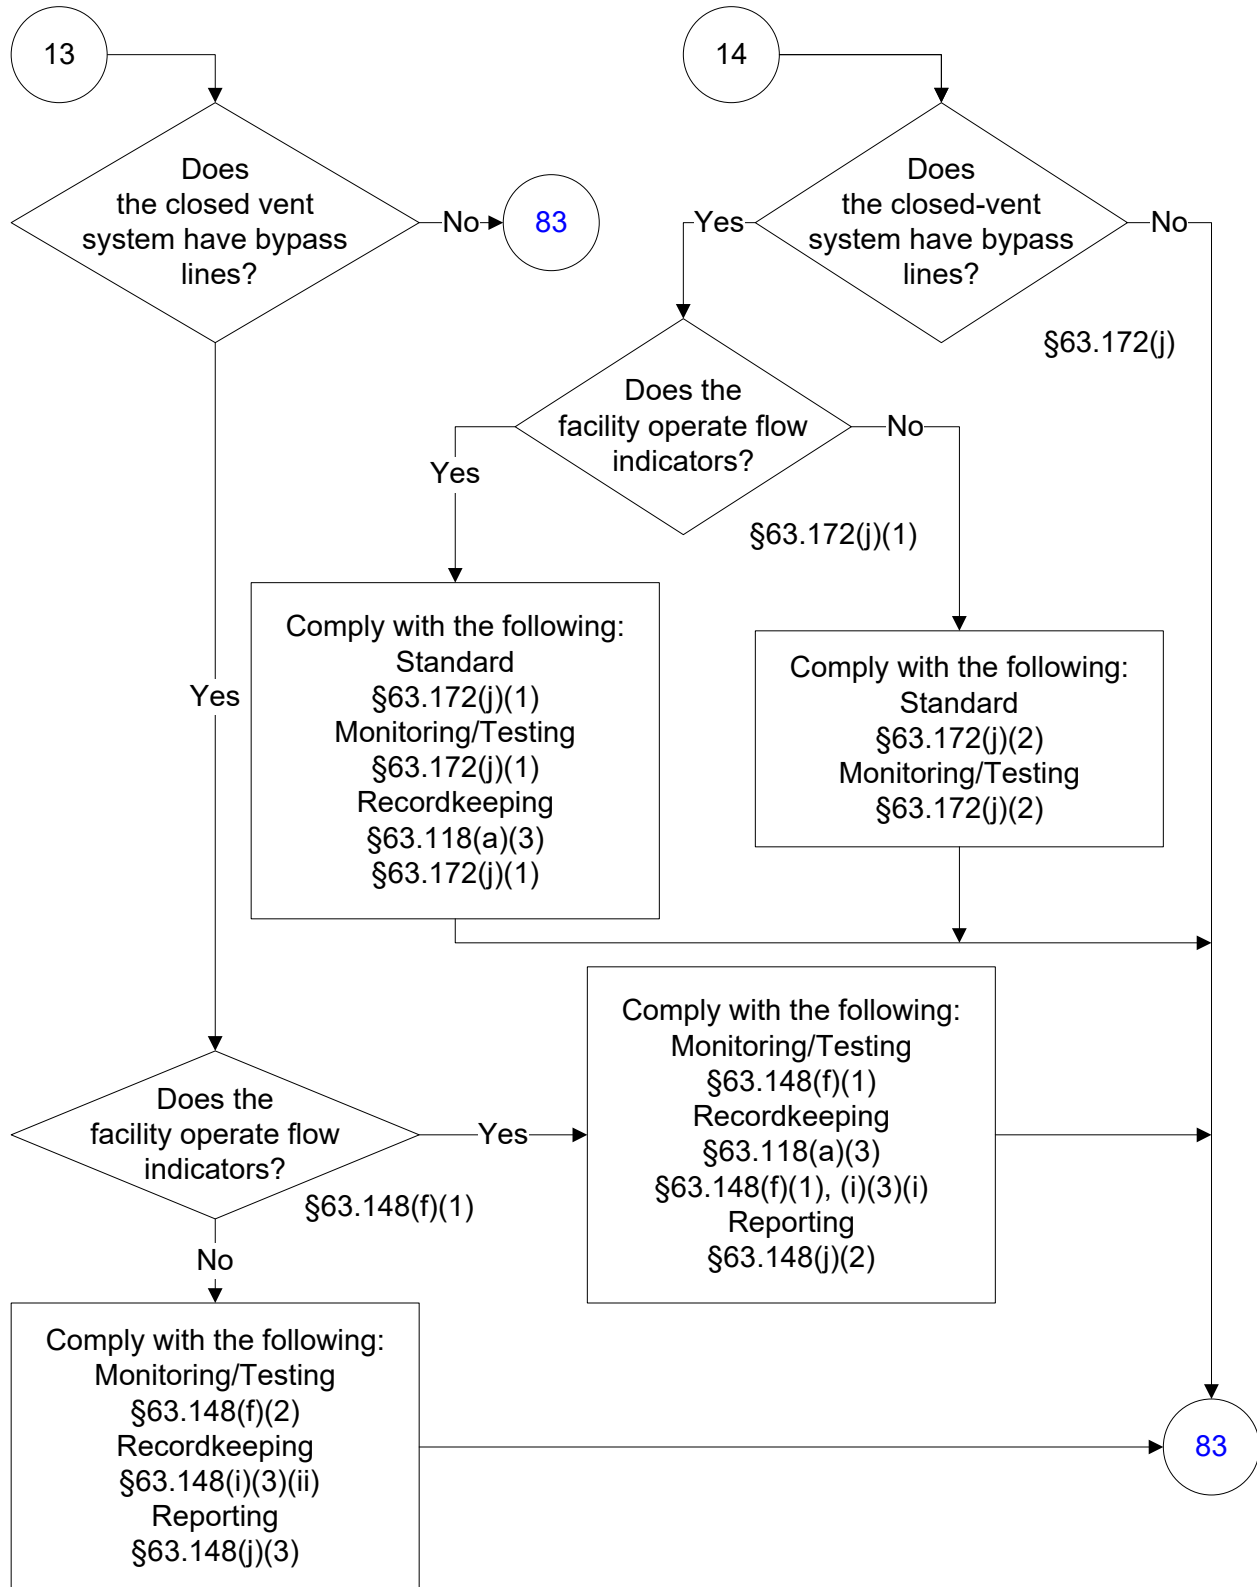 13
14
Does
the closed vent
system have bypass
lines?
No
83
Does
the closed-vent
system have bypass
lines?
Yes
No
§63.172(j)
Does the
facility operate flow
indicators?
Yes
No
§63.172(j)(1)
Comply with the following:
Standard
§63.172(j)(1)
Monitoring/Testing
§63.172(j)(1)
Recordkeeping
§63.118(a)(3)
§63.172(j)(1)
Comply with the following:
Standard
§63.172(j)(2)
Monitoring/Testing
§63.172(j)(2)
Yes
Does the
facility operate flow
indicators?
§63.148(f)(1)
Yes
Comply with the following:
Monitoring/Testing
§63.148(f)(1)
Recordkeeping
§63.118(a)(3)
§63.148(f)(1), (i)(3)(i)
Reporting
§63.148(j)(2)
No
Comply with the following:
Monitoring/Testing
§63.148(f)(2)
Recordkeeping
§63.148(i)(3)(ii)
Reporting
§63.148(j)(3)
83